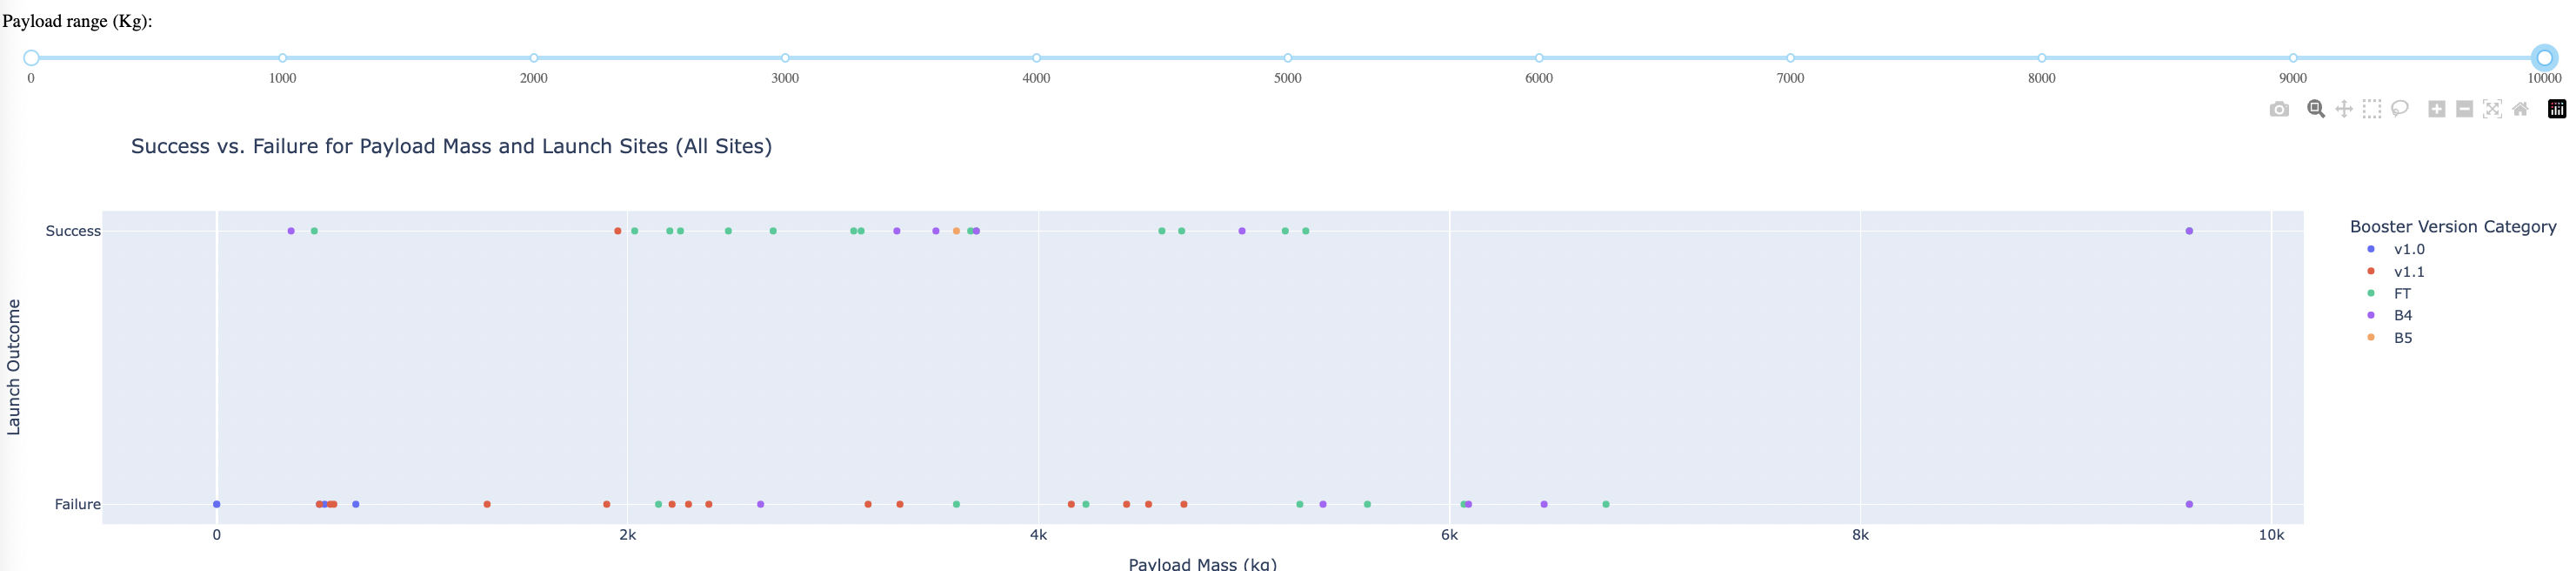 Payload range (Kg):
0 1000 2000 3000 4000 5000 6000 7000 8000 9000 10000
Success vs. Failure for Payload Mass and Launch Sites (All Sites)
Success
Failure
Launch Outcome
0 2k 4k 6k 8k 10k
Payload Mass (kg)
Booster Version Category
v1.0
v1.1
FT
B4
B5